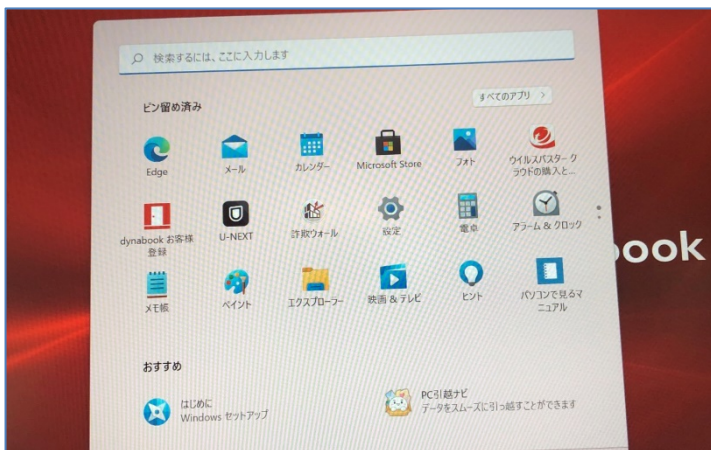 検索するには、ここに入力します
ピン留め済み
すべてのアプリ >
Edge
メール
カレンダー
Microsoft Store
フォト
ウイルスバスター ク
ラウドの購入と...
dynabook お客様
登録
U-NEXT
詐欺ウォール
設定
電卓
アラーム & クロック
メモ帳
ペイント
エクスプローラー
映画 & テレビ
ヒント
パソコンで見るマ
ニュアル
おすすめ
はじめに
Windows セットアップ
PC引越ナビ
データをスムーズに引っ越すことができます
book